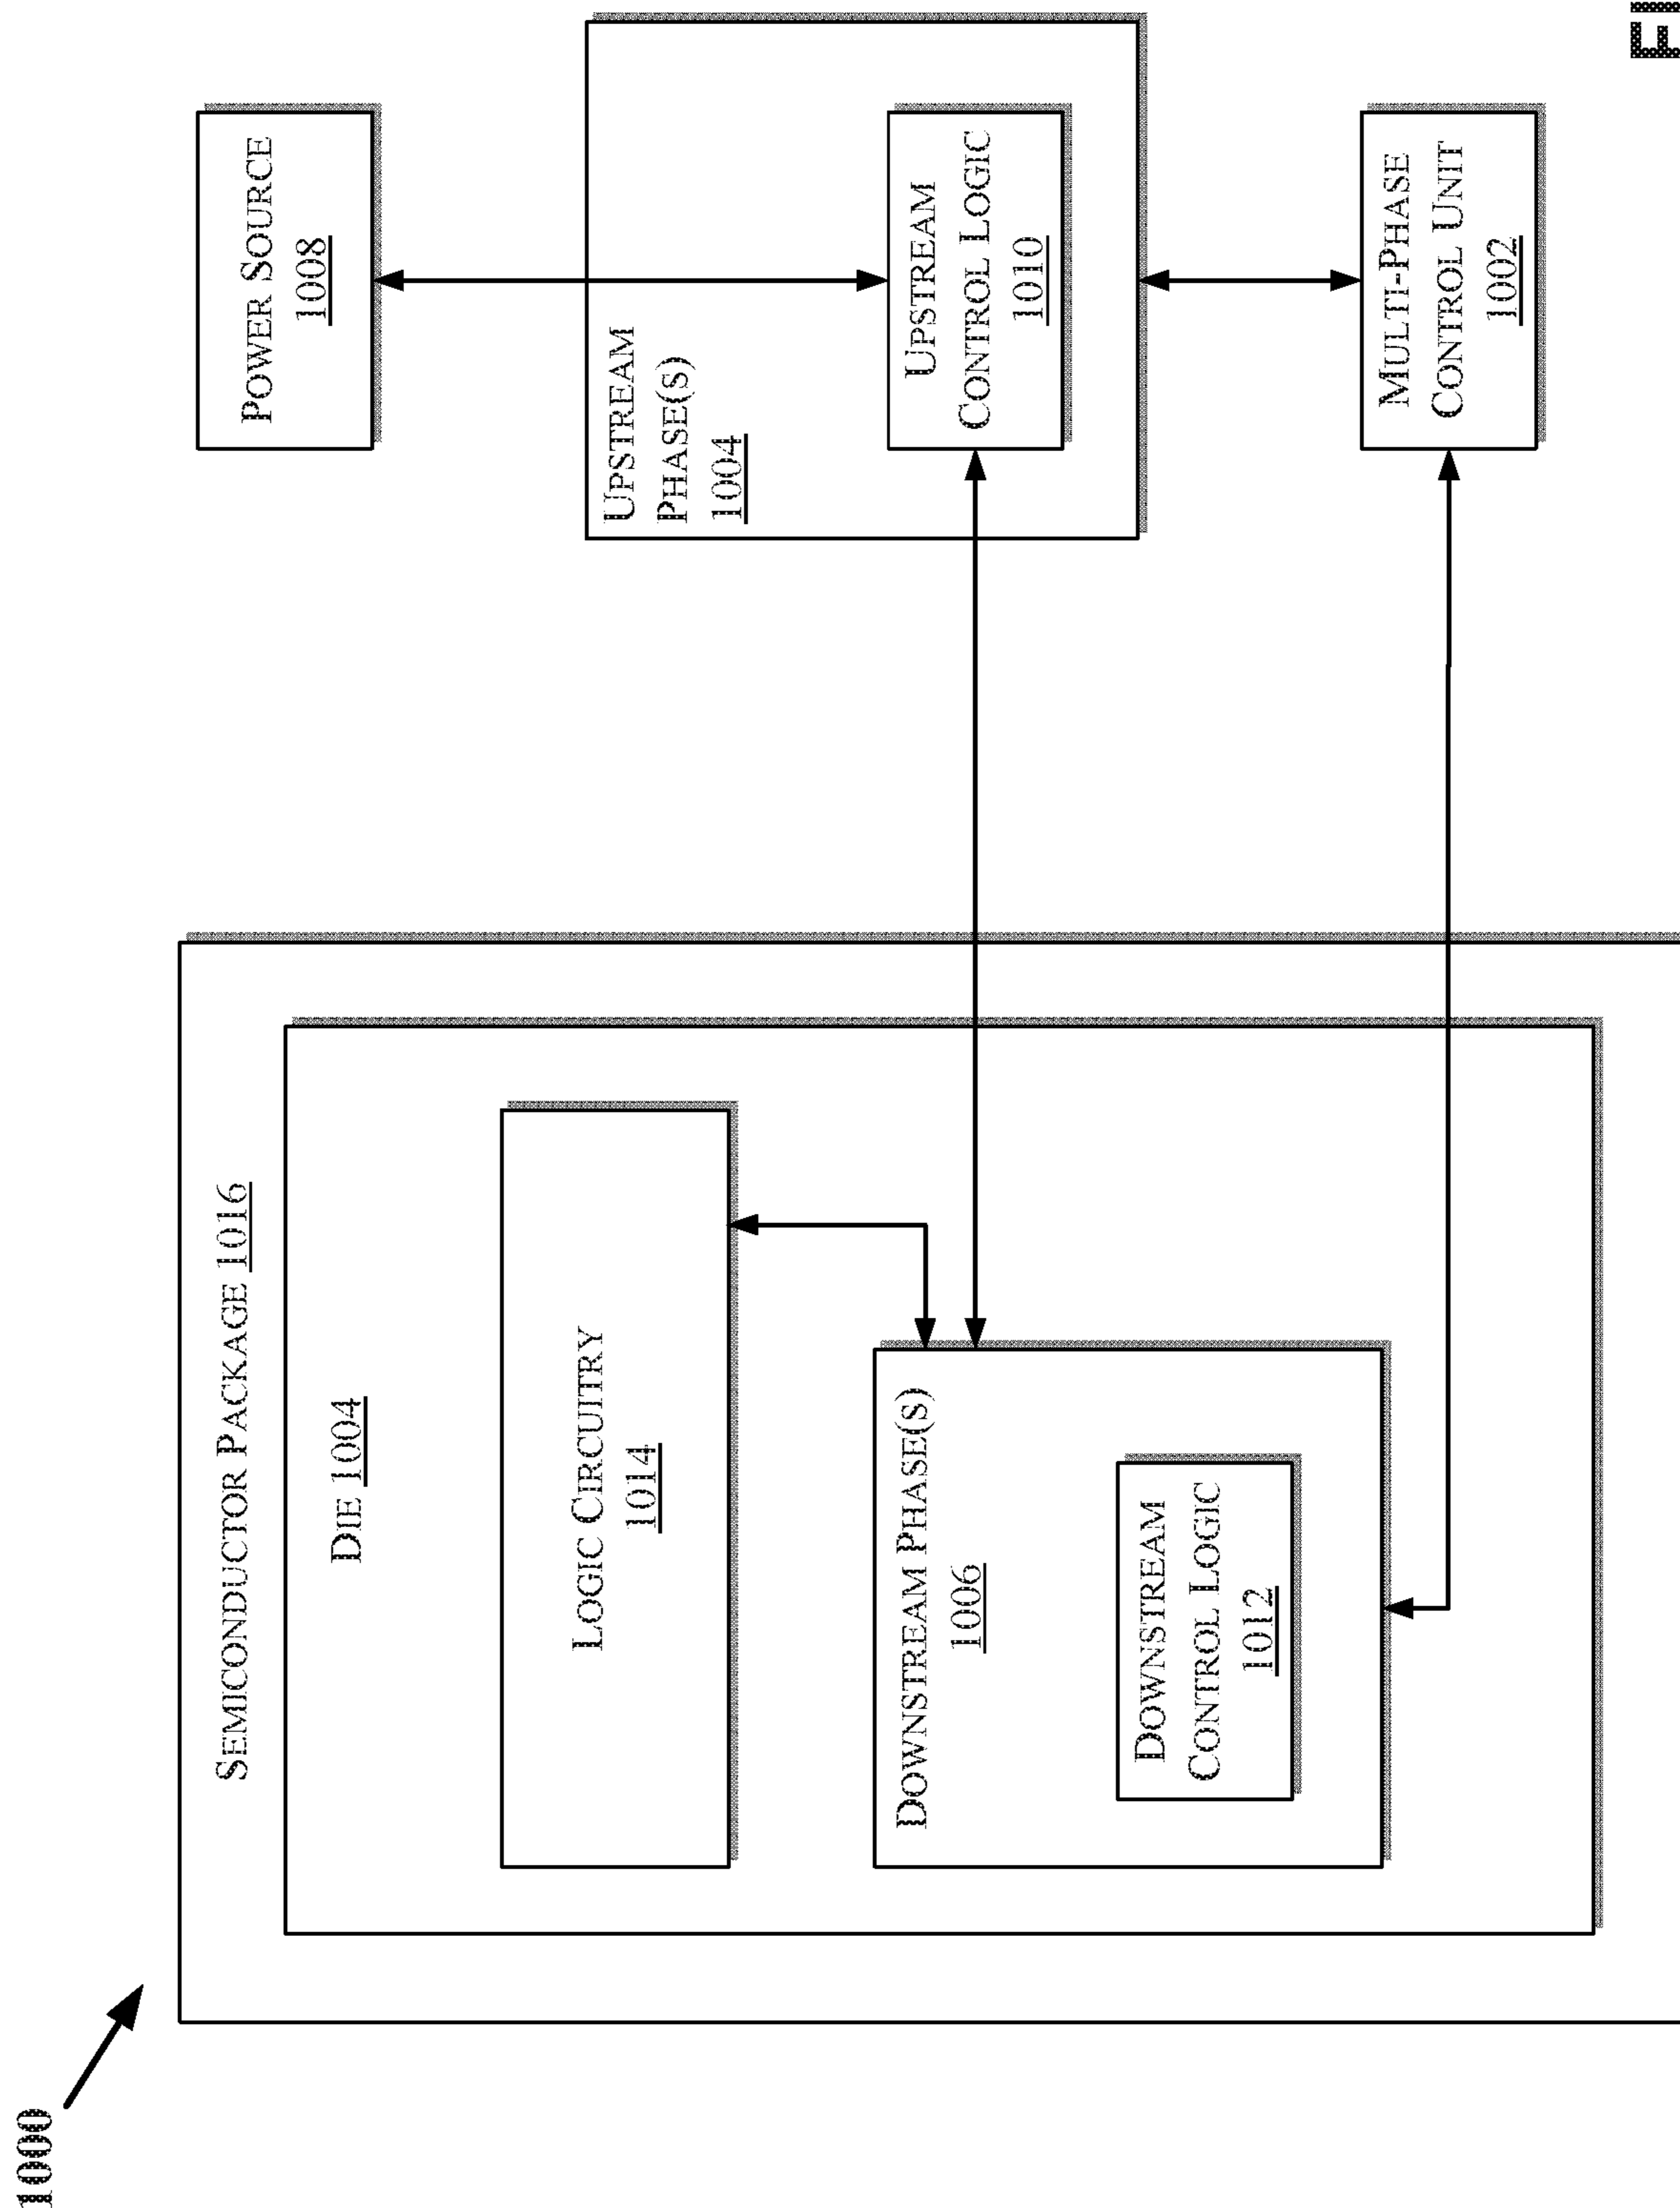 1000
SEMICONDUCTOR PACKAGE 1016
DIE 1004
LOGIC CIRCUITRY
1014
DOWNSTREAM PHASE(S)
1006
DOWNSTREAM
CONTROL LOGIC
1012
POWER SOURCE
1008
UPSTREAM
PHASE(S)
1004
UPSTREAM
CONTROL LOGIC
1010
MULTI-PHASE
CONTROL UNIT
1002